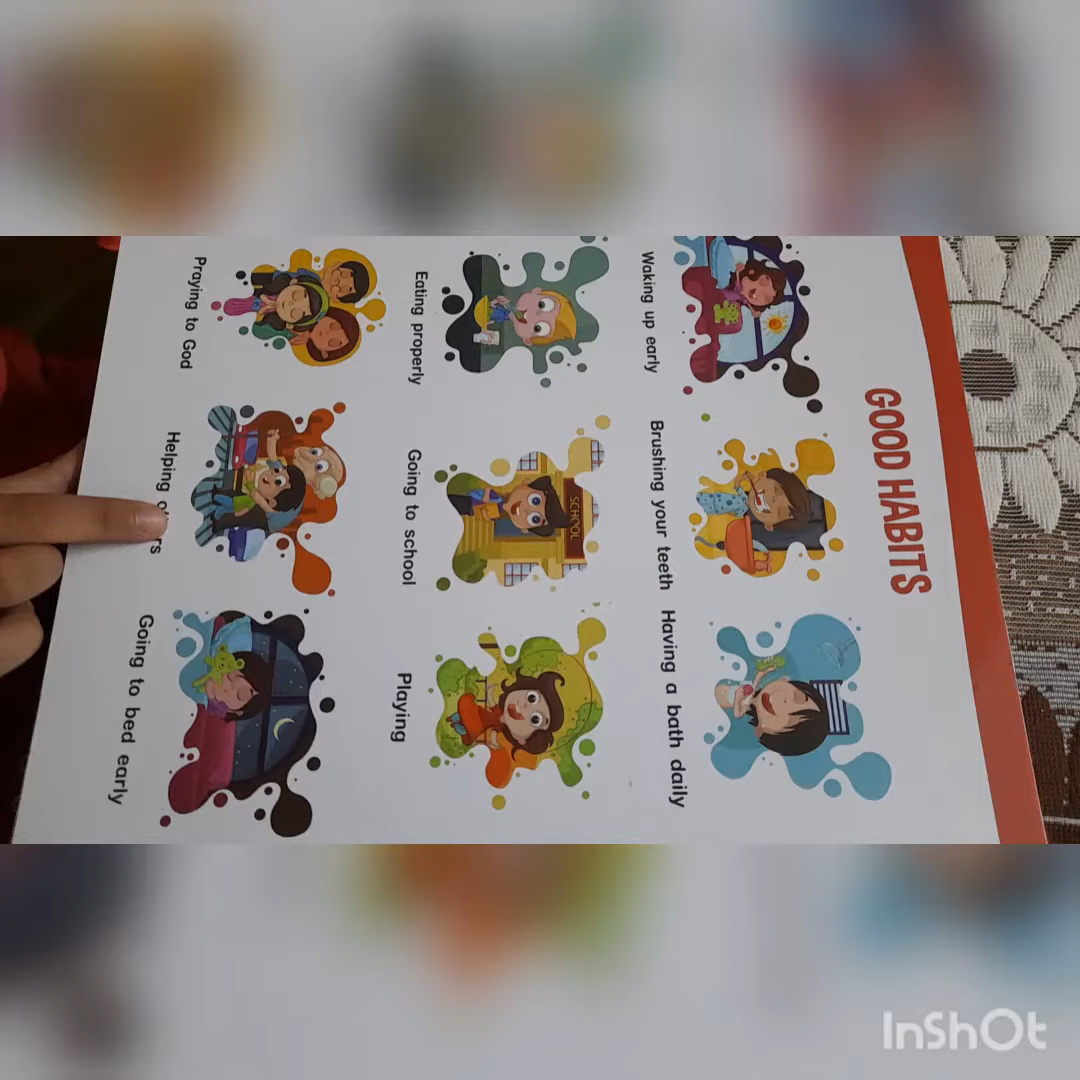 GOOD HABITS
Waking up early
Brushing your teeth
Having a bath daily
SCHOOL
Eating properly
Going to school
Playing
Praying to God
Helping
Going to bed early
InShOt